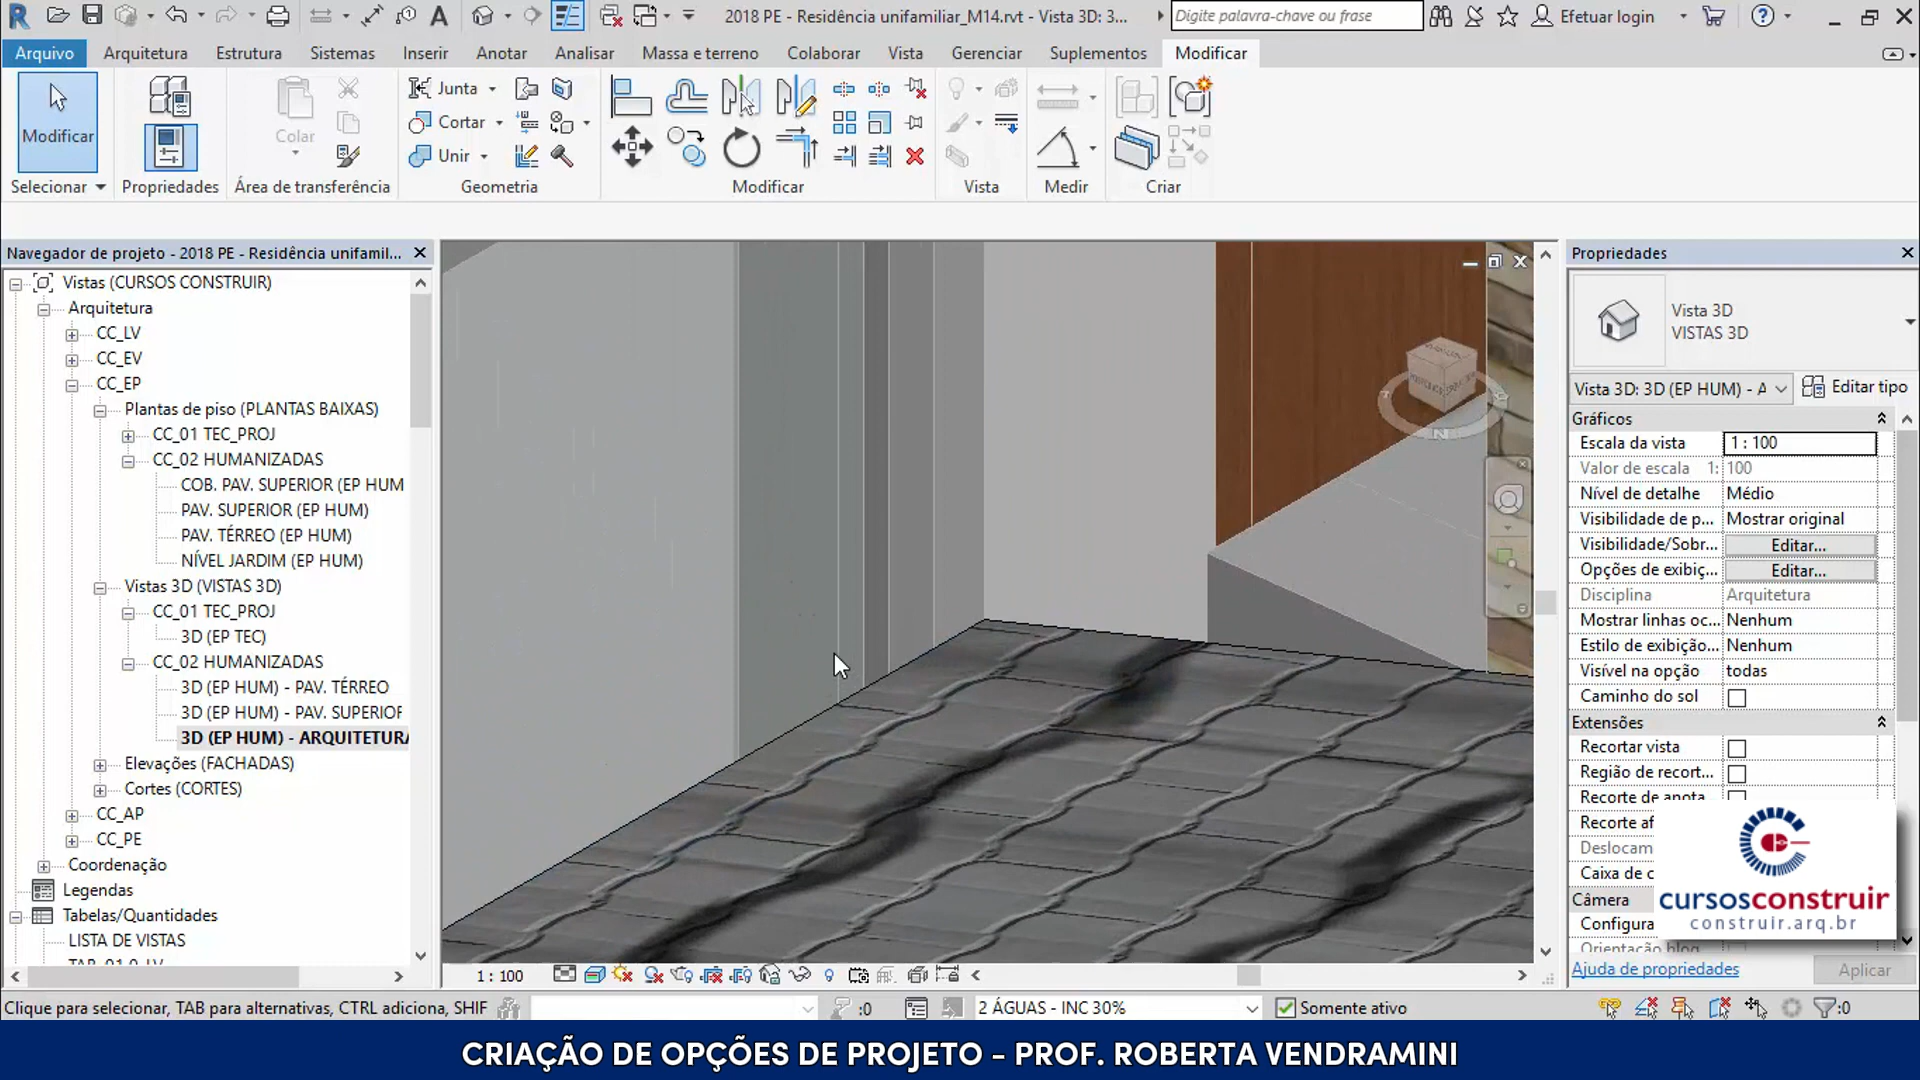 2018 PE - Residência unifamiliar_M14.rvt - Vista 3D: 3...
Digite palavra-chave ou frase
Efetuar login
Arquivo
Arquitetura
Estrutura
Sistemas
Inserir
Anotar
Analisar
Massa e terreno
Colaborar
Vista
Gerenciar
Suplementos
Modificar
Modificar
Colar
Junta
Cortar
Unir
Selecionar
Propriedades
Área de transferência
Geometria
Modificar
Vista
Medir
Criar
Navegador de projeto - 2018 PE - Residência unifamil...
Vistas (CURSOS CONSTRUIR)
Arquitetura
CC_LV
CC_EV
CC_EP
Plantas de piso (PLANTAS BAIXAS)
CC_01 TEC_PROJ
CC_02 HUMANIZADAS
COB. PAV. SUPERIOR (EP HUM
PAV. SUPERIOR (EP HUM)
PAV. TÉRREO (EP HUM)
NÍVEL JARDIM (EP HUM)
Vistas 3D (VISTAS 3D)
CC_01 TEC_PROJ
3D (EP TEC)
CC_02 HUMANIZADAS
3D (EP HUM) - PAV. TÉRREO
3D (EP HUM) - PAV. SUPERIOR
3D (EP HUM) - ARQUITETURA
Elevações (FACHADAS)
Cortes (CORTES)
CC_AP
CC_PE
Coordenação
Legendas
Tabelas/Quantidades
LISTA DE VISTAS
N
Propriedades
Vista 3D
VISTAS 3D
Vista 3D: 3D (EP HUM) - A
Editar tipo
Gráficos
Escala da vista 1 : 100
Valor de escala 1: 100
Nível de detalhe Médio
Visibilidade de p... Mostrar original
Visibilidade/Sobr... Editar...
Opções de exibiç... Editar...
Disciplina Arquitetura
Mostrar linhas oc... Nenhum
Estilo de exibição... Nenhum
Visível na opção todas
Caminho do sol
Extensões
Recortar vista
Região de recort...
Recorte de anota
Recorte af
Deslocam
Caixa de c
Câmera
Configura
cursosconstruir
construir.arq.br
Ajuda de propriedades
Aplicar
1 : 100
Clique para selecionar, TAB para alternativas, CTRL adiciona, SHIF
:0
2 ÁGUAS - INC 30%
Somente ativo
:0
CRIAÇÃO DE OPÇÕES DE PROJETO - PROF. ROBERTA VENDRAMINI